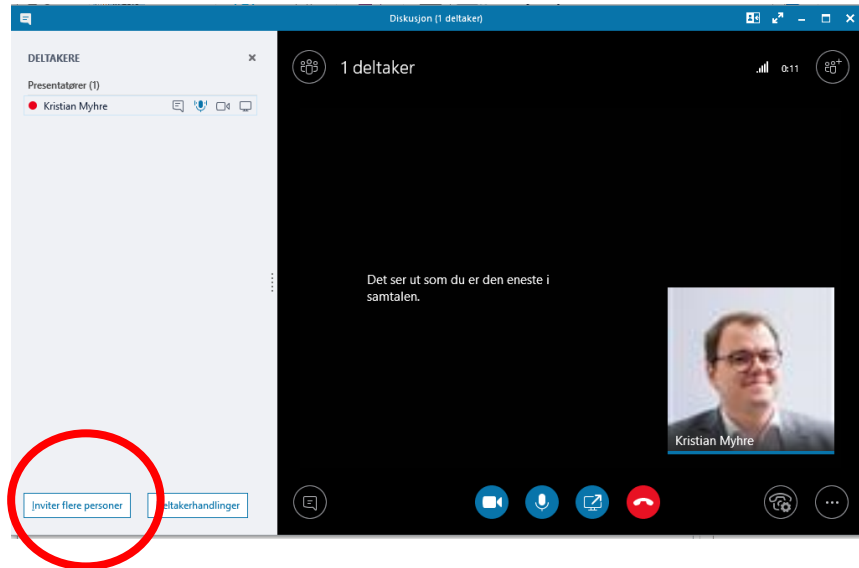 Diskusjon (1 deltaker)
DELTAKERE
Presentatører (1)
Kristian Myhre
1 deltaker
0:11
Det ser ut som du er den eneste i
samtalen.
Kristian Myhre
Inviter flere personer
eltakerhandlinger